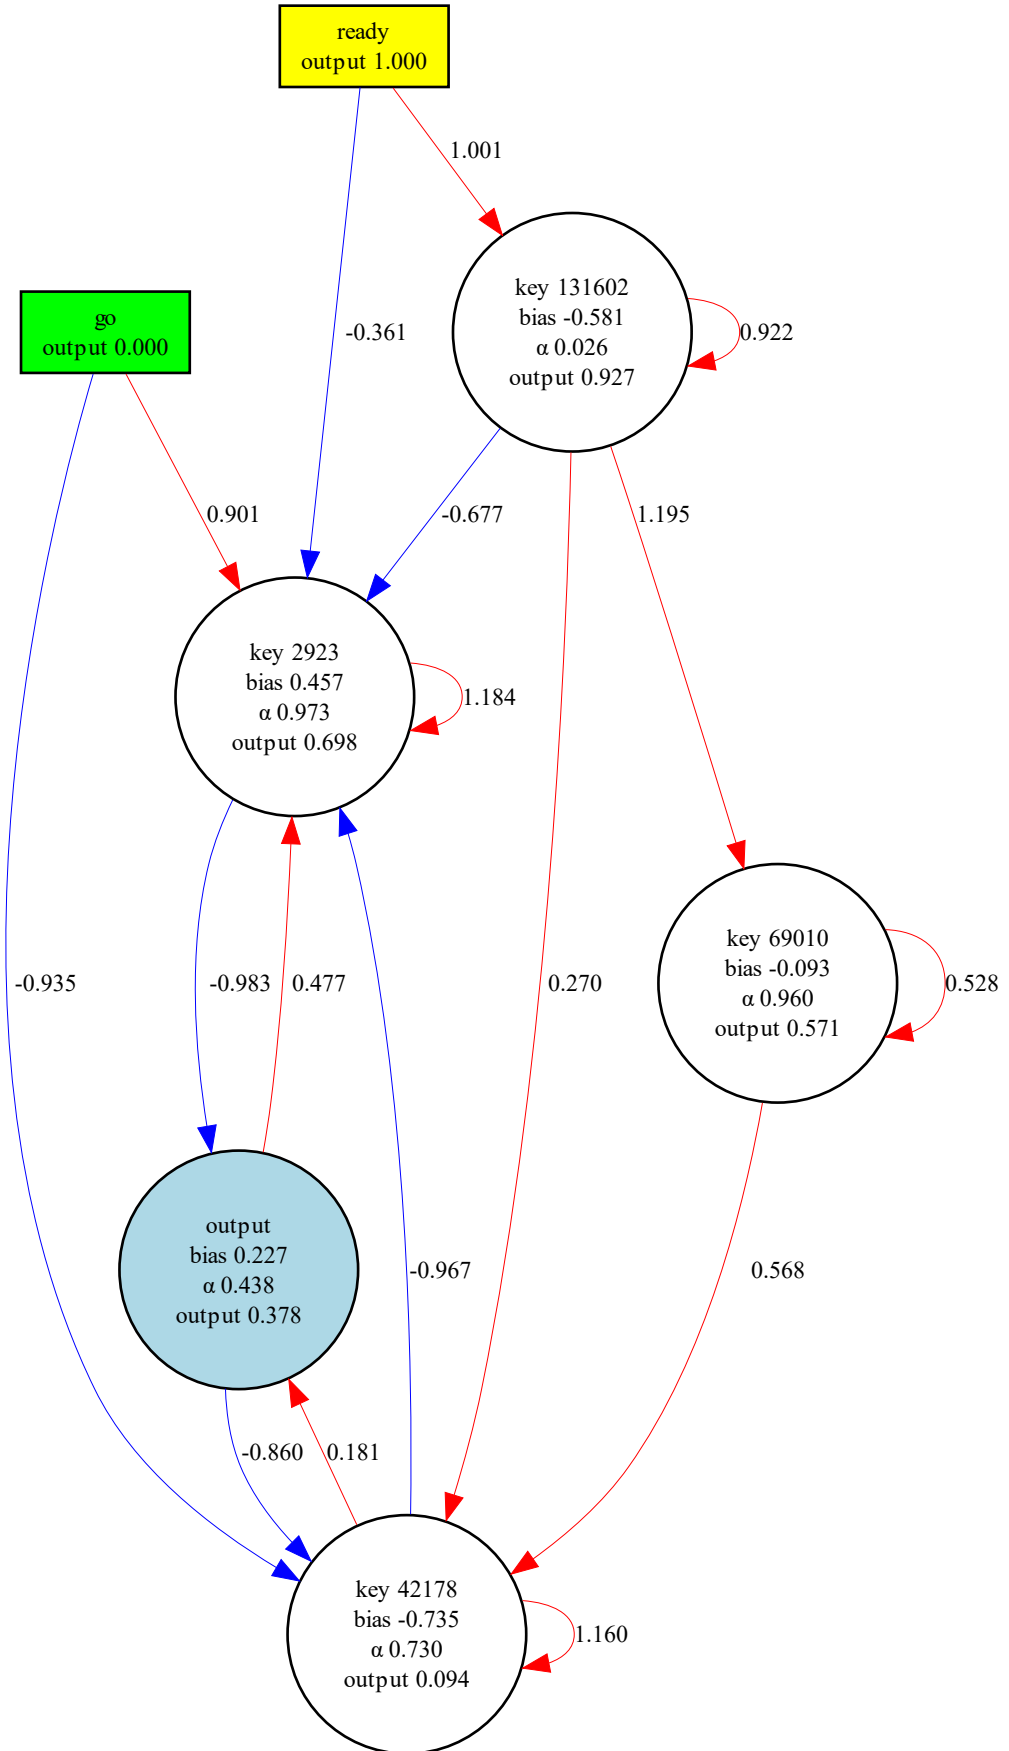 ready
output 1.000
1.001
key 131602
bias -0.581
α 0.026
output 0.927
0.922
go
output 0.000
-0.361
0.901
-0.677
1.195
key 2923
bias 0.457
α 0.973
output 0.698
1.184
key 69010
bias -0.093
α 0.960
output 0.571
0.528
-0.935
-0.983
0.477
0.270
output
bias 0.227
α 0.438
output 0.378
-0.967
0.568
-0.860
0.181
key 42178
bias -0.735
α 0.730
output 0.094
1.160